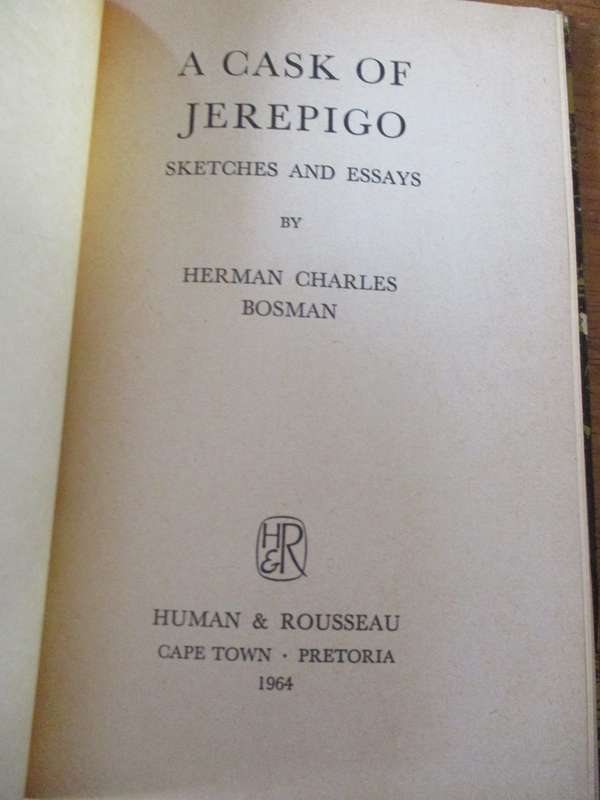 A CASK OF
JEREPIGO
SKETCHES AND ESSAYS
BY
HERMAN CHARLES
BOSMAN
H&R
HUMAN & ROUSSEAU
CAPE TOWN · PRETORIA
1964